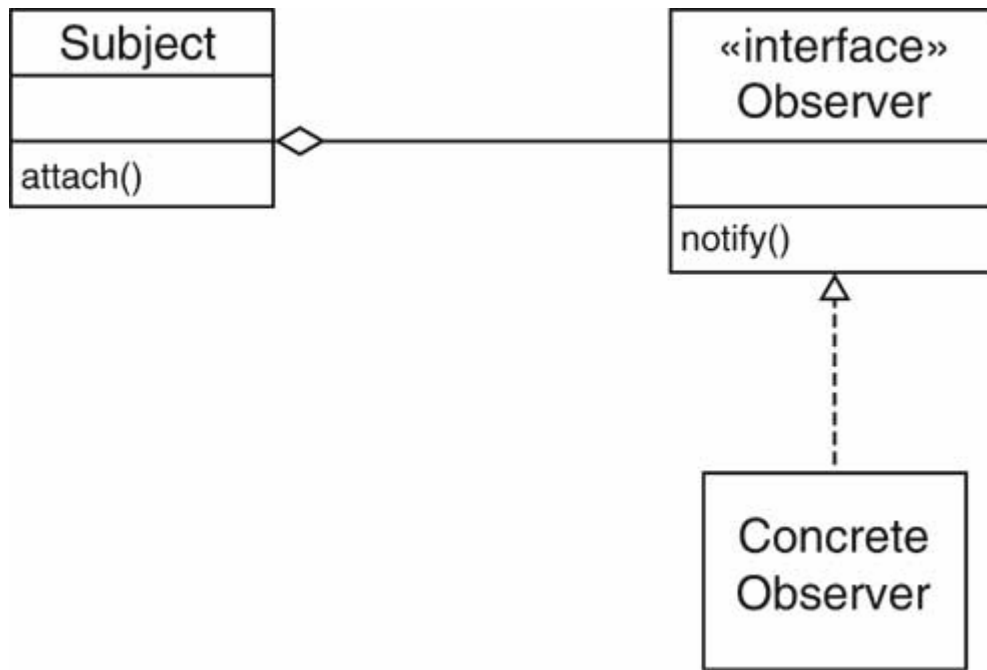 Subject
attach()
«interface»
Observer
notify()
Concrete
Observer